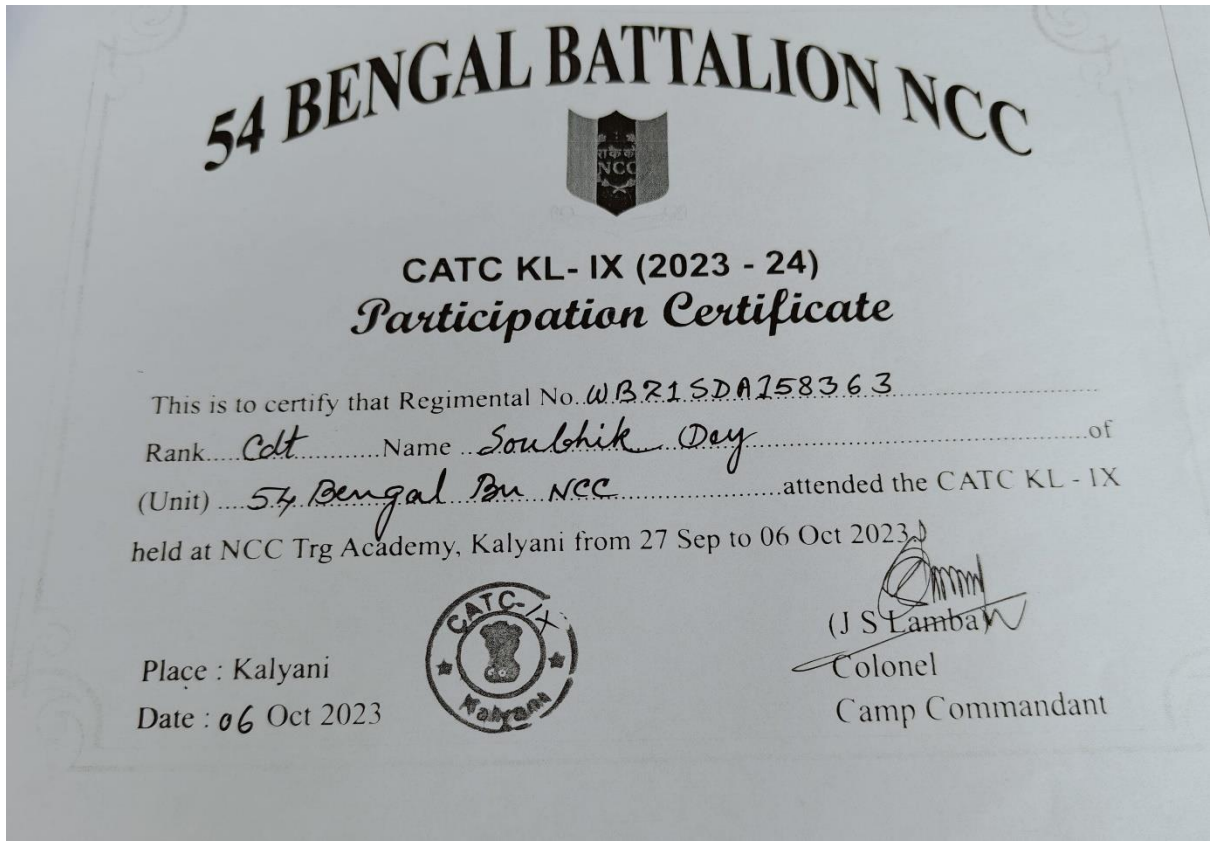 54 BENGAL BATTALION NCC
रा कै को
NCC
CATC KL- IX (2023 - 24)
Participation Certificate
This is to certify that Regimental No. WB21SDA258363
Rank.....Cdt...........Name ..Soubhik Dey..........of
(Unit) ....54 Bengal Bn NCC..........attended the CATC KL - IX
held at NCC Trg Academy, Kalyani from 27 Sep to 06 Oct 2023.
(J S Lamba)
CATC-IX
Kalyani
Colonel
Place : Kalyani
Camp Commandant
Date : 06 Oct 2023